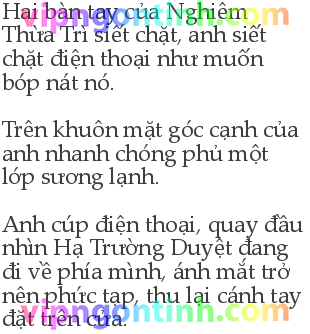 Hai bàn tay của Nghiêm
Thừa Trì siết chặt, anh siết
chặt điện thoại như muốn
bóp nát nó.
Trên khuôn mặt góc cạnh của
anh nhanh chóng phủ một
lớp sương lạnh.
Anh cúp điện thoại, quay đầu
nhìn Hạ Trường Duyệt đang
đi về phía mình, ánh mắt trở
nên phức tạp, thu lại cánh tay
đặt trên cửa.
vipngontinh.com
vipngontinh.com